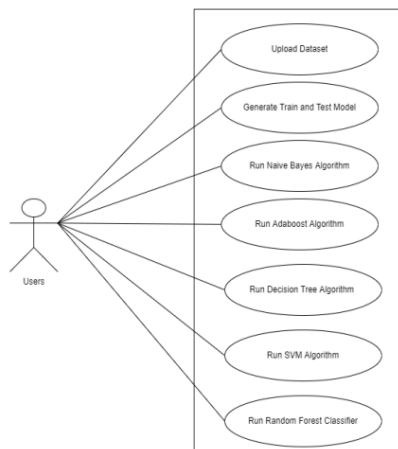 Upload Dataset
Generate Train and Test Model
Run Naive Bayes Algorithm
Run Adaboost Algorithm
Run Decision Tree Algorithm
Run SVM Algorithm
Run Random Forest Classifier
Users